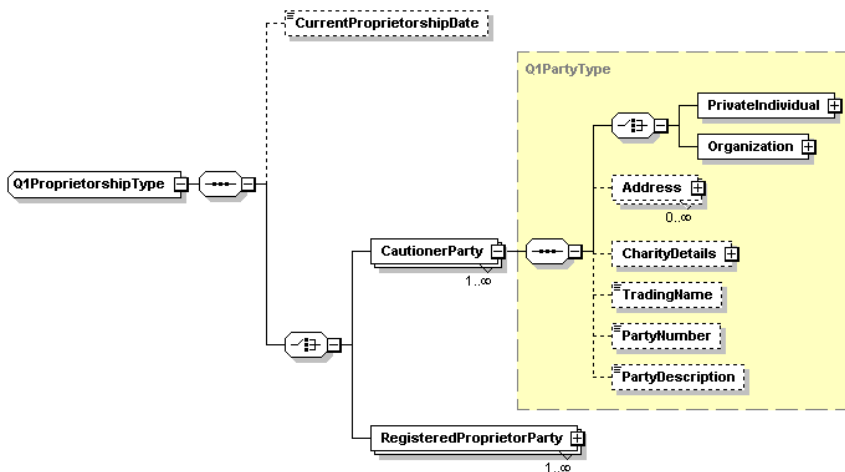 CurrentProprietorshipDate
Q1PartyType
PrivateIndividual
Organization
Q1ProprietorshipType
Address
0..∞
CautionerParty
1..∞
CharityDetails
TradingName
PartyNumber
PartyDescription
RegisteredProprietorParty
1..∞